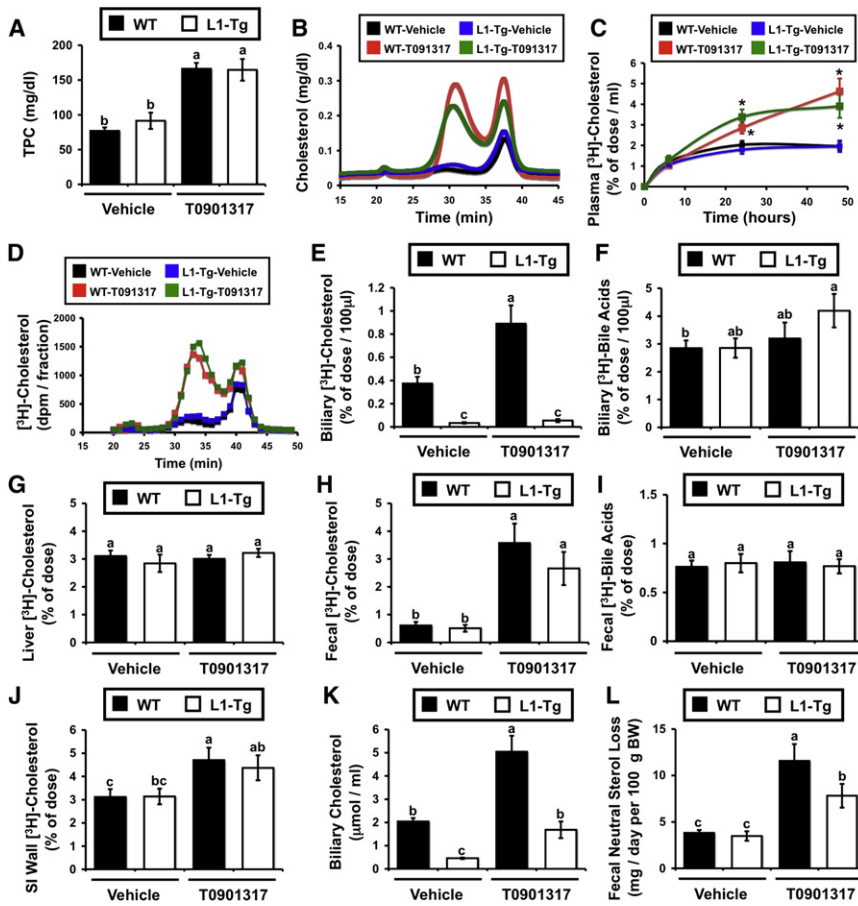 A
WT
L1-Tg
TPC (mg/dl)
200
150
100
50
0
b
b
a
a
Vehicle
T0901317
B
WT-Vehicle
L1-Tg-Vehicle
WT-T091317
L1-Tg-T091317
Cholesterol (mg/dl)
0.4
0.3
0.2
0.1
0
15 20 25 30 35 40 45
Time (min)
C
WT-Vehicle
L1-Tg-Vehicle
WT-T091317
L1-Tg-T091317
Plasma [³H]-Cholesterol
(% of dose / ml)
6
5
4
3
2
1
0
*
*
*
*
0 10 20 30 40 50
Time (hours)
D
WT-Vehicle
L1-Tg-Vehicle
WT-T091317
L1-Tg-T091317
[³H]-Cholesterol
(dpm / fraction)
2000
1500
1000
500
0
15 20 25 30 35 40 45 50
Time (min)
E
WT
L1-Tg
Biliary [³H]-Cholesterol
(% of dose / 100µl)
1.2
1
0.8
0.6
0.4
0.2
0
b
c
a
c
Vehicle
T0901317
F
WT
L1-Tg
Biliary [³H]-Bile Acids
(% of dose / 100µl)
6
5
4
3
2
1
0
b
ab
ab
a
Vehicle
T0901317
G
WT
L1-Tg
Liver [³H]-Cholesterol
(% of dose)
5
4
3
2
1
0
a
a
a
a
Vehicle
T0901317
H
WT
L1-Tg
Fecal [³H]-Cholesterol
(% of dose)
5
4
3
2
1
0
b
b
a
a
Vehicle
T0901317
I
WT
L1-Tg
Fecal [³H]-Bile Acids
(% of dose)
1.5
1
0.5
0
a
a
a
a
Vehicle
T0901317
J
WT
L1-Tg
SI Wall [³H]-Cholesterol
(% of dose)
6
5
4
3
2
1
0
c
bc
a
ab
Vehicle
T0901317
K
WT
L1-Tg
Biliary Cholesterol
(µmol / ml)
6
5
4
3
2
1
0
b
c
a
b
Vehicle
T0901317
L
WT
L1-Tg
Fecal Neutral Sterol Loss
(mg / day per 100 g BW)
15
10
5
0
c
c
a
b
Vehicle
T0901317